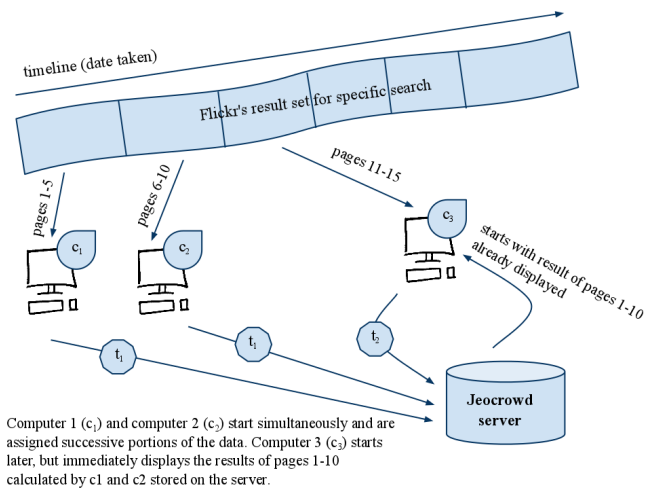 timeline (date taken)
Flickr's result set for specific search
pages 1-5
pages 6-10
pages 11-15
c1
c2
c3
starts with result of pages 1-10
already displayed
t1
t1
t2
Jeocrowd
server
Computer 1 (c1) and computer 2 (c2) start simultaneously and are
assigned successive portions of the data. Computer 3 (c3) starts
later, but immediately displays the results of pages 1-10
calculated by c1 and c2 stored on the server.